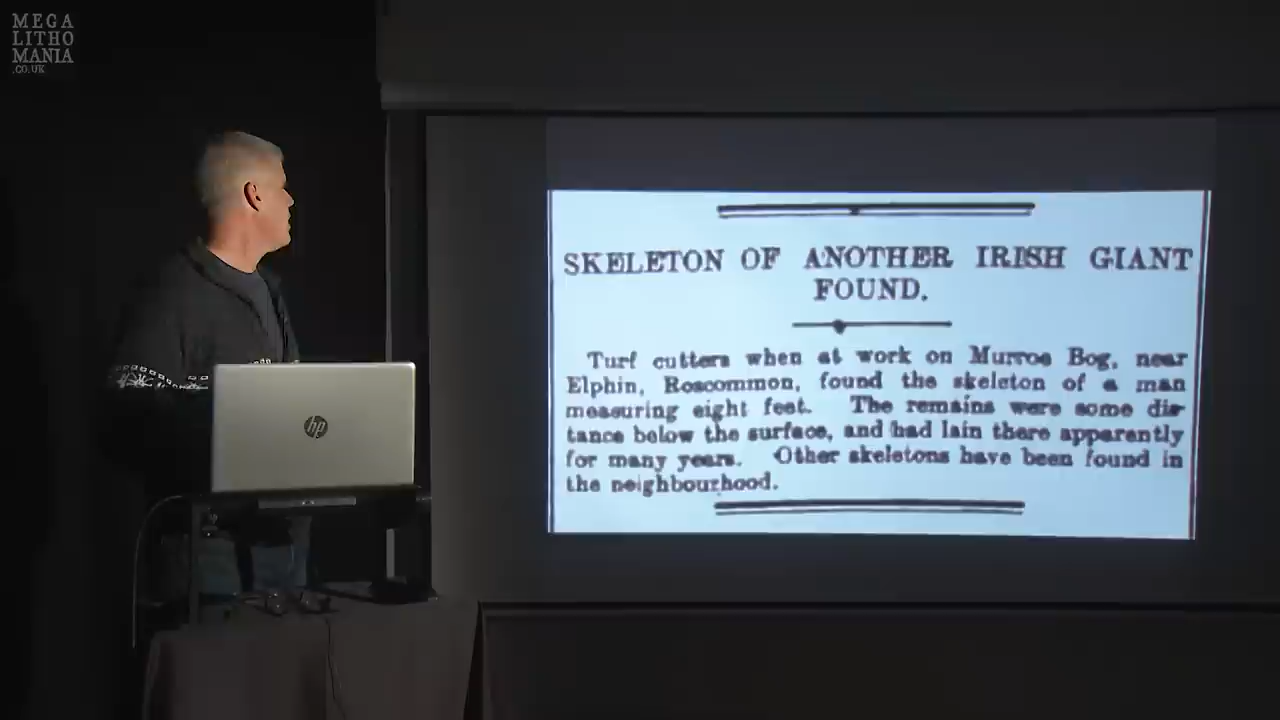 MEGA
LITHO
MANIA
.CO.UK
SKELETON OF ANOTHER IRISH GIANT
FOUND.
Turf cutters when at work on Murroe Bog, near
Elphin, Roscommon, found the skeleton of a man
measuring eight feet. The remains were some dis-
tance below the surface, and had lain there apparently
for many years. Other skeletons have been found in
the neighbourhood.
hp